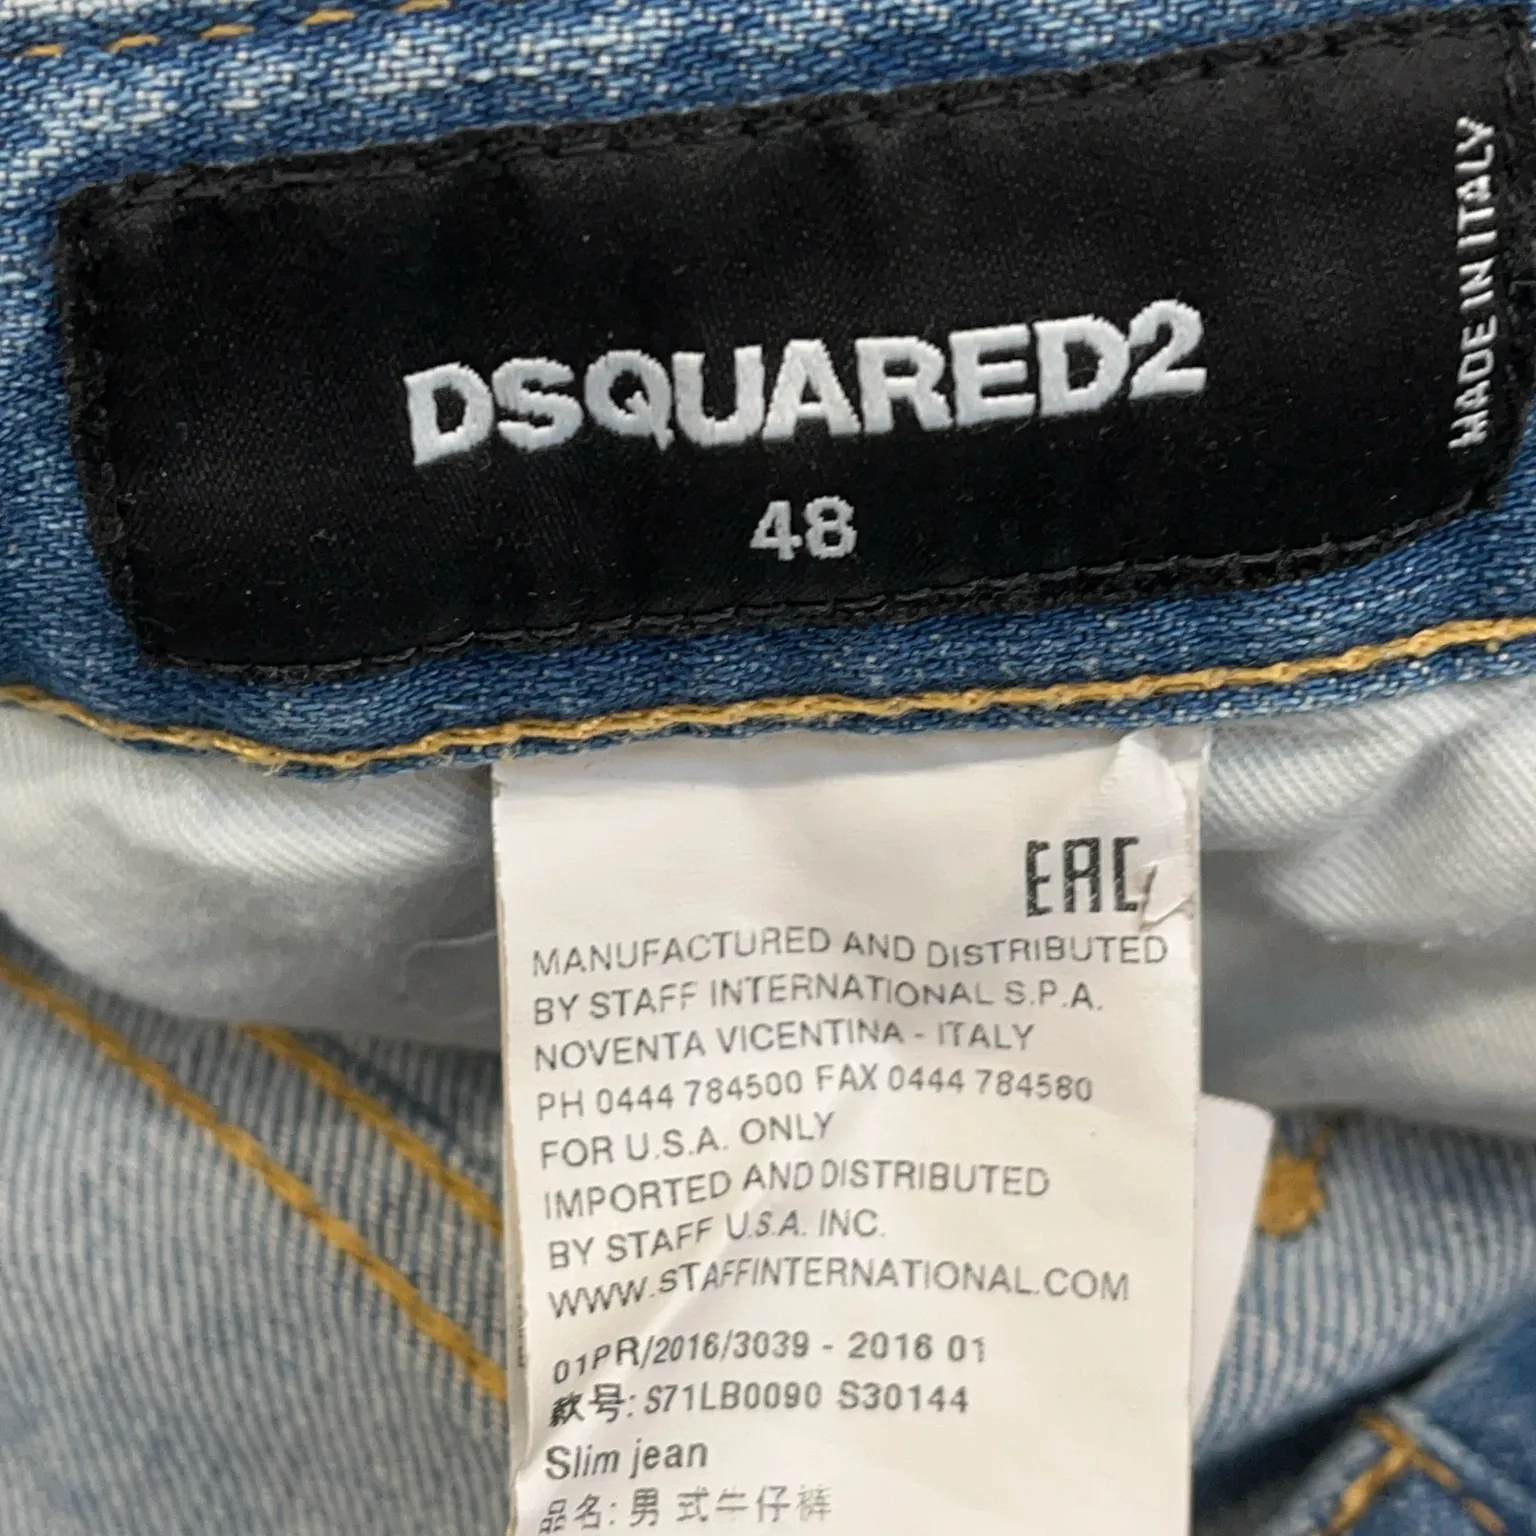 DSQUARED2
48
MADE IN ITALY
EAC
MANUFACTURED AND DISTRIBUTED
BY STAFF INTERNATIONAL S.P.A.
NOVENTA VICENTINA - ITALY
PH 0444 784500 FAX 0444 784580
FOR U.S.A. ONLY
IMPORTED AND DISTRIBUTED
BY STAFF U.S.A. INC.
WWW.STAFFINTERNATIONAL.COM
01PR/2016/3039 - 2016 01
款号: S71LB0090 S30144
Slim jean
品名: 男式牛仔裤